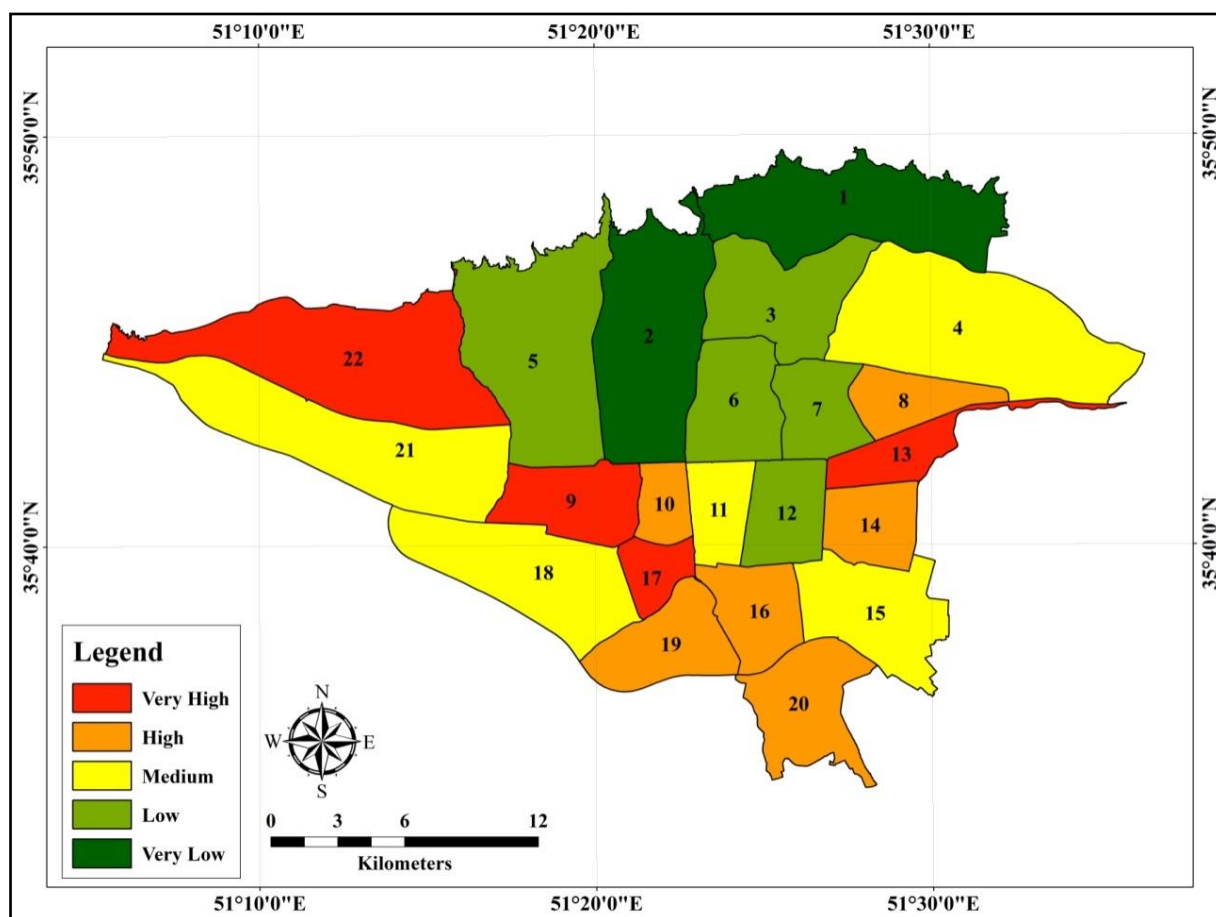 51°10'0"E 51°20'0"E 51°30'0"E
35°50'0"N 35°50'0"N
1
3
4
2
22
5
6
7
8
21
13
9
10
11
12
14
35°40'0"N 35°40'0"N
18
17
16
15
19
20
Legend
Very High
High
Medium
Low
Very Low
N
W E
S
0 3 6 12
Kilometers
51°10'0"E 51°20'0"E 51°30'0"E